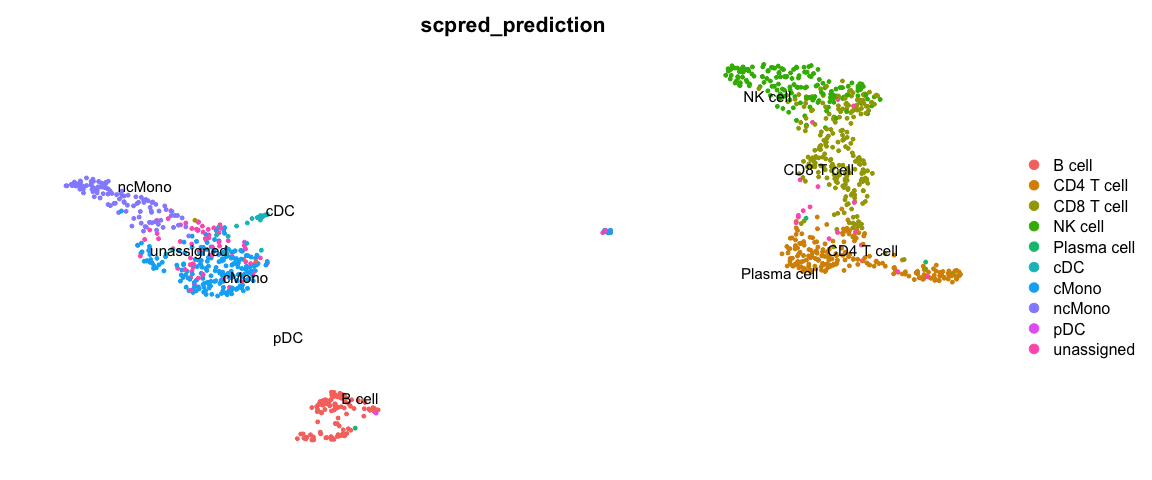 scpred_prediction
NK cell
CD8 T cell
ncMono
cDC
unassigned
CD4 T cell
cMono
Plasma cell
pDC
B cell
B cell
CD4 T cell
CD8 T cell
NK cell
Plasma cell
cDC
cMono
ncMono
pDC
unassigned